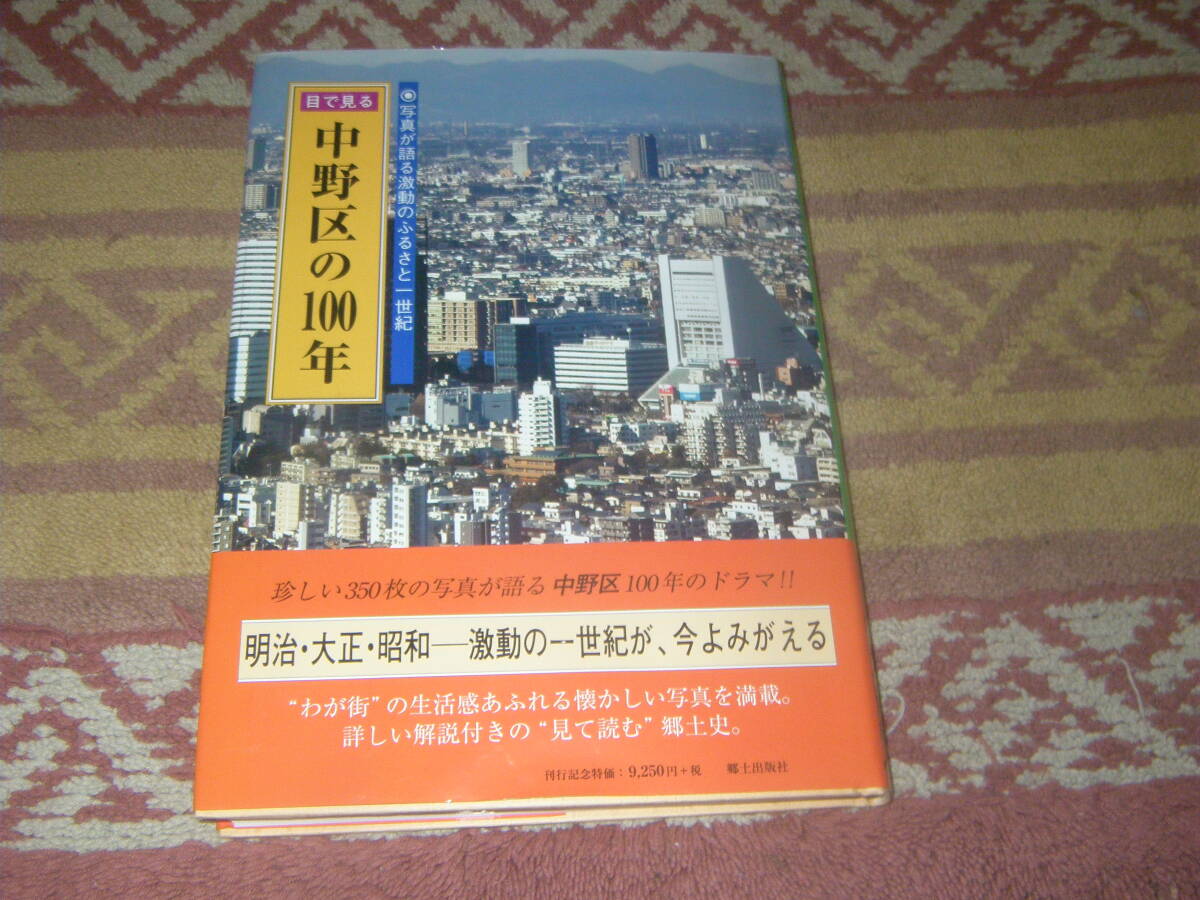 目で見る
中野区の100年
写真が語る激動のふるさと一世紀
珍しい350枚の写真が語る 中野区 100年のドラマ!!
明治・大正・昭和──激動の一世紀が、今よみがえる
“わが街”の生活感あふれる懐かしい写真を満載。
詳しい解説付きの“見て読む”郷土史。
刊行記念特価：9,250円+税 郷土出版社